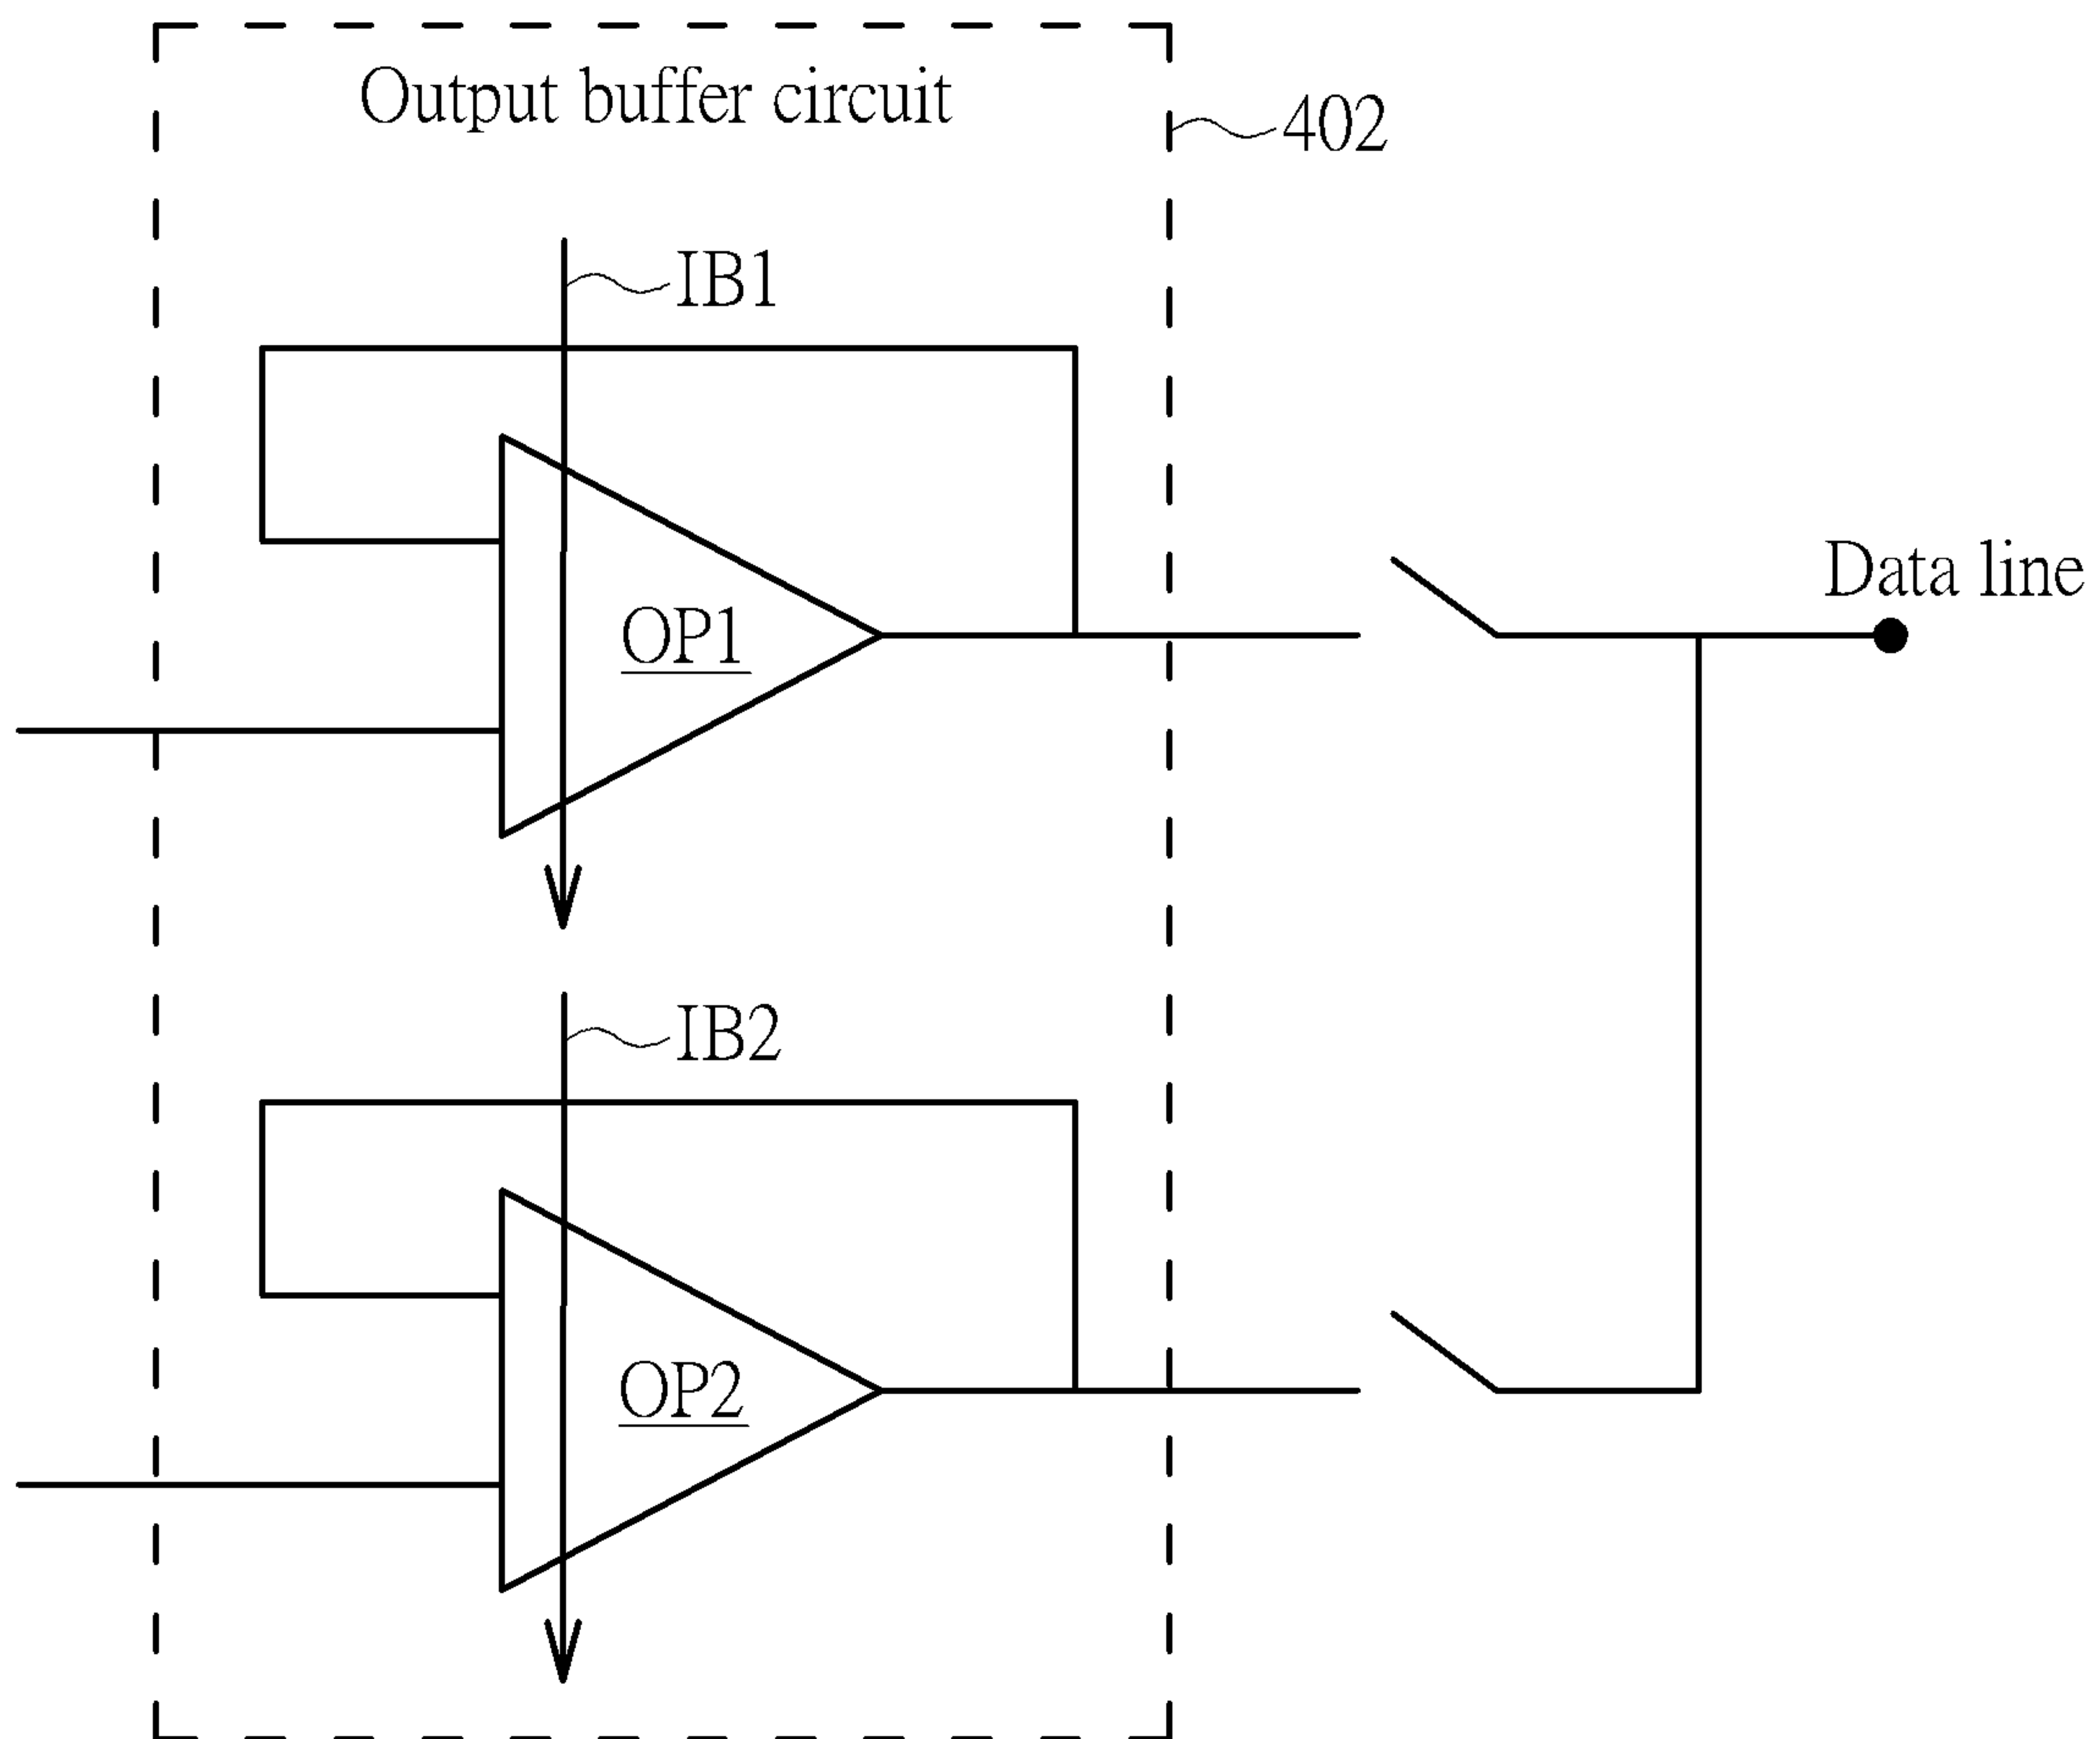 Output buffer circuit
402
IB1
Data line
OP1
IB2
OP2